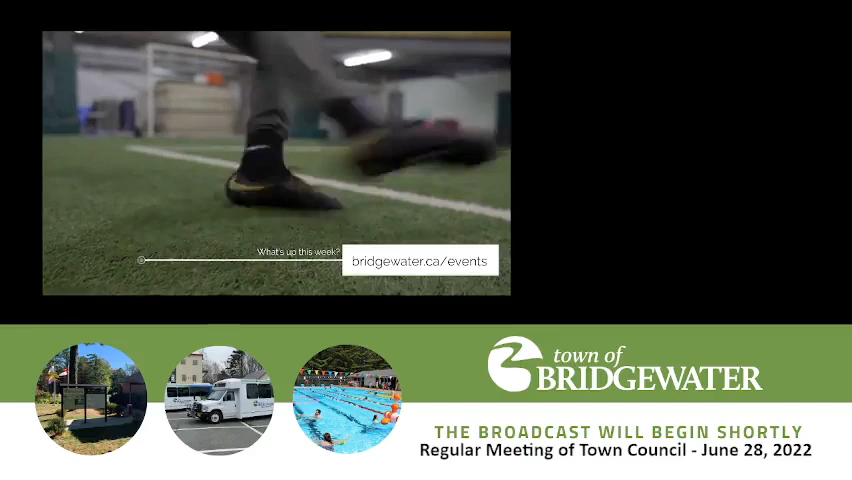 What's up this week?
bridgewater.ca/events
town of
BRIDGEWATER
THE BROADCAST WILL BEGIN SHORTLY
Regular Meeting of Town Council - June 28, 2022